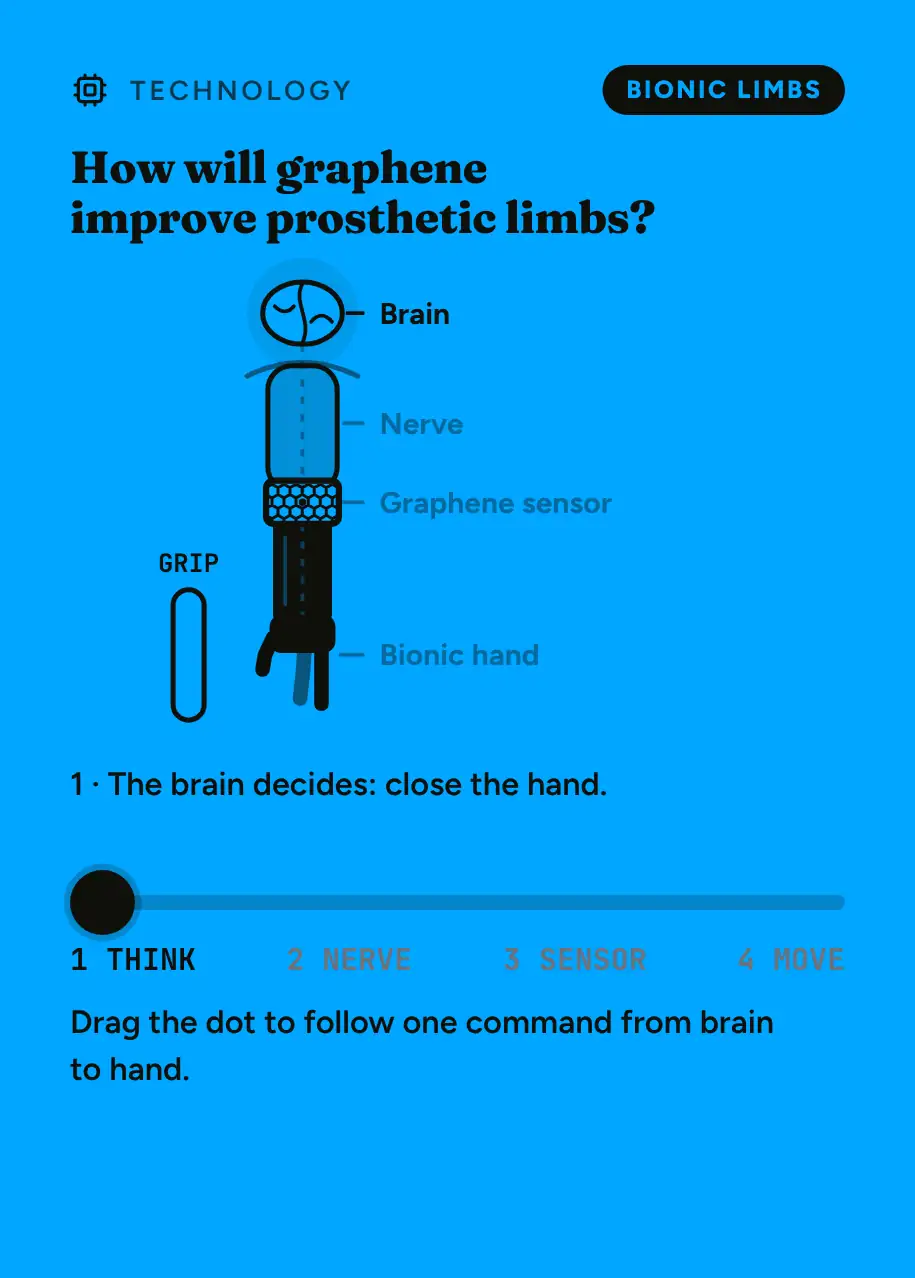 TECHNOLOGY
BIONIC LIMBS
How will graphene
improve prosthetic limbs?
Brain
Nerve
Graphene sensor
GRIP
Bionic hand
1 · The brain decides: close the hand.
1 THINK
2 NERVE
3 SENSOR
4 MOVE
Drag the dot to follow one command from brain
to hand.